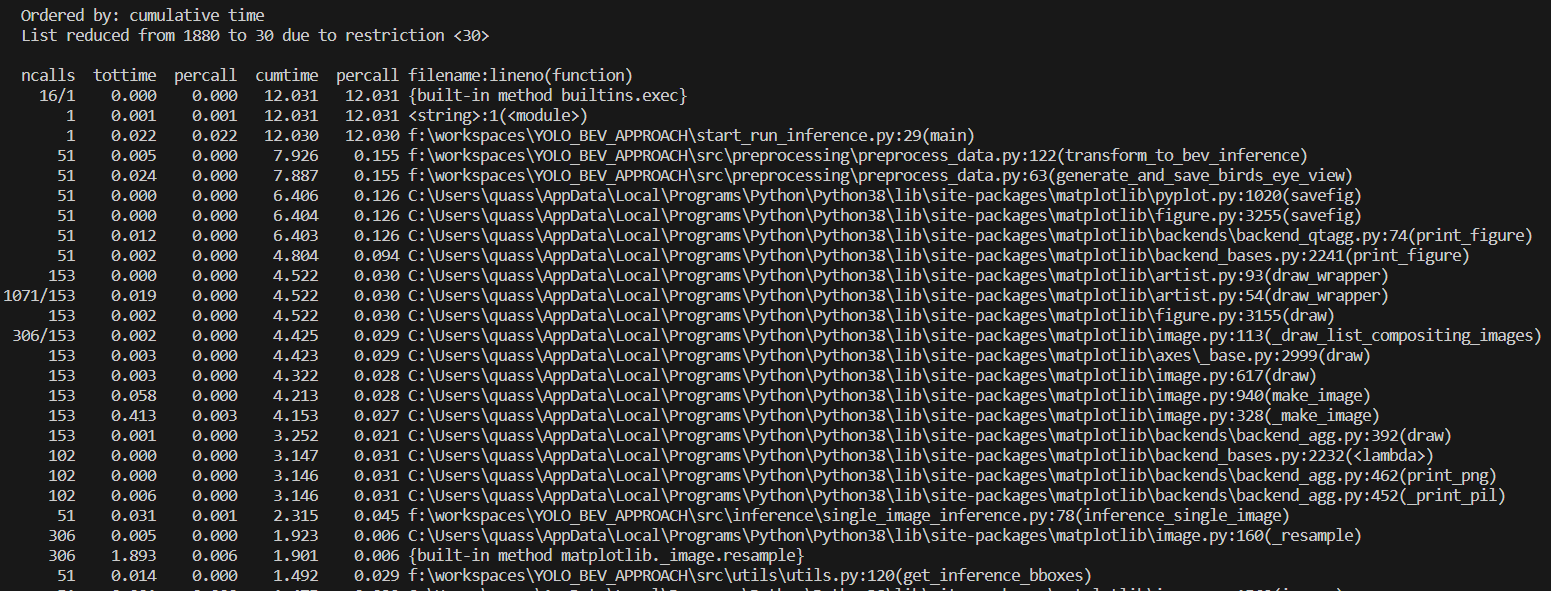 Ordered by: cumulative time
List reduced from 1880 to 30 due to restriction <30>
ncalls tottime percall cumtime percall filename:lineno(function)
16/1 0.000 0.000 12.031 12.031 {built-in method builtins.exec}
1 0.001 0.001 12.031 12.031 <string>:1(<module>)
1 0.022 0.022 12.030 12.030 f:\workspaces\YOLO_BEV_APPROACH\start_run_inference.py:29(main)
51 0.005 0.000 7.926 0.155 f:\workspaces\YOLO_BEV_APPROACH\src\preprocessing\preprocess_data.py:122(transform_to_bev_inference)
51 0.024 0.000 7.887 0.155 f:\workspaces\YOLO_BEV_APPROACH\src\preprocessing\preprocess_data.py:63(generate_and_save_birds_eye_view)
51 0.000 0.000 6.406 0.126 C:\Users\quass\AppData\Local\Programs\Python\Python38\lib\site-packages\matplotlib\pyplot.py:1020(savefig)
51 0.000 0.000 6.404 0.126 C:\Users\quass\AppData\Local\Programs\Python\Python38\lib\site-packages\matplotlib\figure.py:3255(savefig)
51 0.012 0.000 6.403 0.126 C:\Users\quass\AppData\Local\Programs\Python\Python38\lib\site-packages\matplotlib\backends\backend_qtagg.py:74(print_figure)
51 0.002 0.000 4.804 0.094 C:\Users\quass\AppData\Local\Programs\Python\Python38\lib\site-packages\matplotlib\backend_bases.py:2241(print_figure)
153 0.000 0.000 4.522 0.030 C:\Users\quass\AppData\Local\Programs\Python\Python38\lib\site-packages\matplotlib\artist.py:93(draw_wrapper)
1071/153 0.019 0.000 4.522 0.030 C:\Users\quass\AppData\Local\Programs\Python\Python38\lib\site-packages\matplotlib\artist.py:54(draw_wrapper)
153 0.002 0.000 4.522 0.030 C:\Users\quass\AppData\Local\Programs\Python\Python38\lib\site-packages\matplotlib\figure.py:3155(draw)
306/153 0.002 0.000 4.425 0.029 C:\Users\quass\AppData\Local\Programs\Python\Python38\lib\site-packages\matplotlib\image.py:113(_draw_list_compositing_images)
153 0.003 0.000 4.423 0.029 C:\Users\quass\AppData\Local\Programs\Python\Python38\lib\site-packages\matplotlib\axes\_base.py:2999(draw)
153 0.003 0.000 4.322 0.028 C:\Users\quass\AppData\Local\Programs\Python\Python38\lib\site-packages\matplotlib\image.py:617(draw)
153 0.058 0.000 4.213 0.028 C:\Users\quass\AppData\Local\Programs\Python\Python38\lib\site-packages\matplotlib\image.py:940(make_image)
153 0.413 0.003 4.153 0.027 C:\Users\quass\AppData\Local\Programs\Python\Python38\lib\site-packages\matplotlib\image.py:328(_make_image)
153 0.001 0.000 3.252 0.021 C:\Users\quass\AppData\Local\Programs\Python\Python38\lib\site-packages\matplotlib\backends\backend_agg.py:392(draw)
102 0.000 0.000 3.147 0.031 C:\Users\quass\AppData\Local\Programs\Python\Python38\lib\site-packages\matplotlib\backend_bases.py:2232(<lambda>)
102 0.000 0.000 3.146 0.031 C:\Users\quass\AppData\Local\Programs\Python\Python38\lib\site-packages\matplotlib\backends\backend_agg.py:462(print_png)
102 0.006 0.000 3.146 0.031 C:\Users\quass\AppData\Local\Programs\Python\Python38\lib\site-packages\matplotlib\backends\backend_agg.py:452(_print_pil)
51 0.031 0.001 2.315 0.045 f:\workspaces\YOLO_BEV_APPROACH\src\inference\single_image_inference.py:78(inference_single_image)
306 0.005 0.000 1.923 0.006 C:\Users\quass\AppData\Local\Programs\Python\Python38\lib\site-packages\matplotlib\image.py:160(_resample)
306 1.893 0.006 1.901 0.006 {built-in method matplotlib._image.resample}
51 0.014 0.000 1.492 0.029 f:\workspaces\YOLO_BEV_APPROACH\src\utils\utils.py:120(get_inference_bboxes)